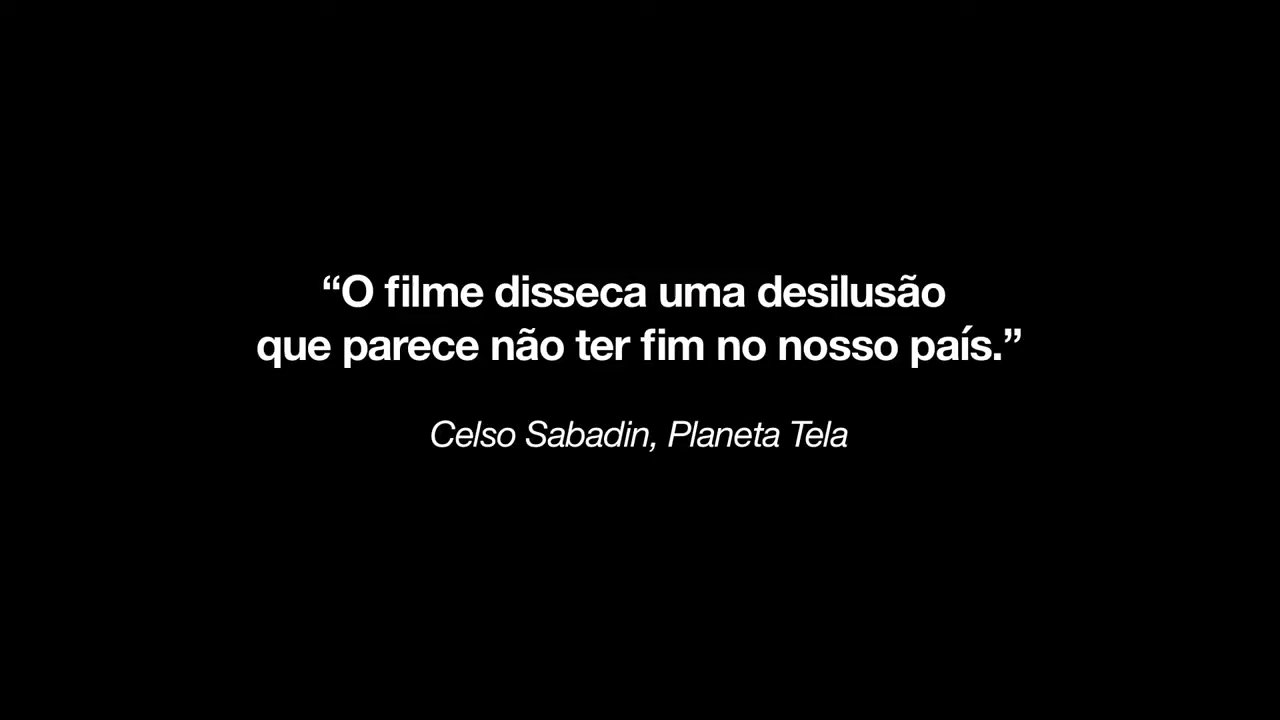 “O filme disseca uma desilusão
que parece não ter fim no nosso país.”
Celso Sabadin, Planeta Tela